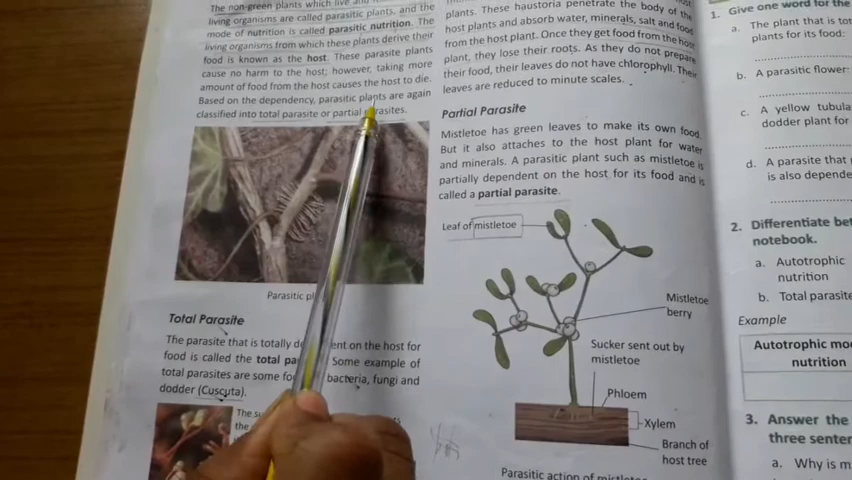 The non-green plants which live
living organisms are called parasitic plants, and the
mode of nutrition is called parasitic nutrition. The
living organisms from which these plants derive their
food is known as the host. These parasite plants
cause no harm to the host; however, taking more
amount of food from the host causes the host to die.
Based on the dependency, parasitic plants are again
classified into total parasite or partial parasites.
Parasitic
Total Parasite
The parasite that is totally ent on the host for
food is called the total Some example of
total parasites are some bacteria, fungi and
dodder (Cuscuta).
The
the
plants. These haustoria penetrate the body of the
host plants and absorb water, minerals, salt and food
from the host plant. Once they get food from the host
plant, they lose their roots. As they do not prepare
their food, their leaves do not have chlorophyll. Their
leaves are reduced to minute scales.
Partial Parasite
Mistletoe has green leaves to make its own food.
But it also attaches to the host plant for water
and minerals. A parasitic plant such as mistletoe is
partially dependent on the host for its food and is
called a partial parasite.
Leaf of mistletoe
Mistletoe
berry
Sucker sent out by
mistletoe
Phloem
Xylem
Branch of
host tree
Parasitic action of mistletoe
1. Give one word for the
a. The plant that is tot
plants for its food:
b. A parasitic flower:
c. A yellow tubula
dodder plant for
d. A parasite that
is also depende
2. Differentiate be
notebook.
a. Autotrophic
nutrition
b. Total parasite
Example
Autotrophic mo
nutrition
3. Answer the
three senten
a. Why is m